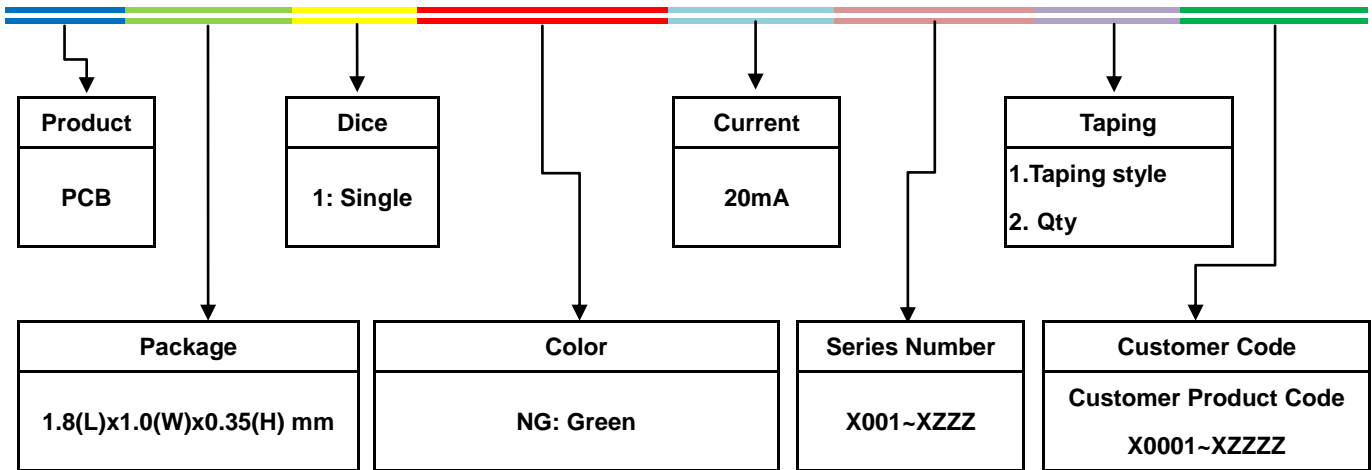 Product
PCB
Dice
1: Single
Current
20mA
Taping
1.Taping style
2. Qty
Package
1.8(L)x1.0(W)x0.35(H) mm
Color
NG: Green
Series Number
X001~XZZZ
Customer Code
Customer Product Code
X0001~XZZZZ